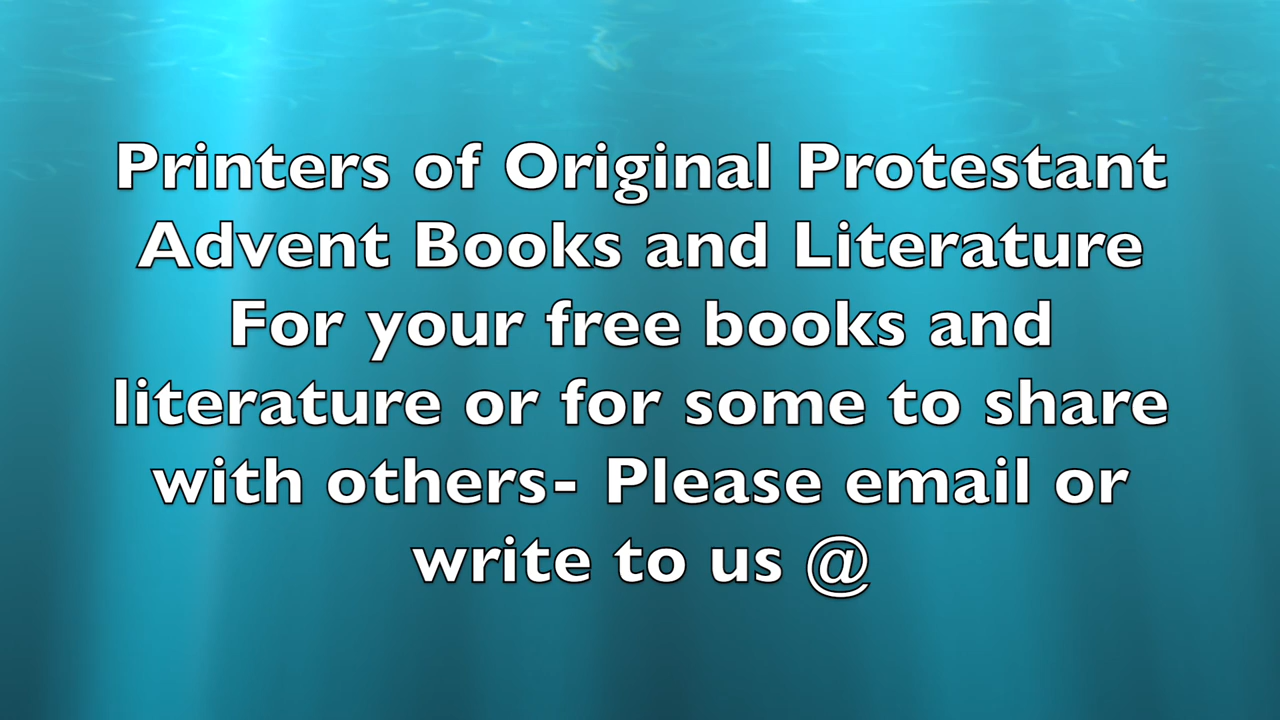 Printers of Original Protestant
Advent Books and Literature
For your free books and
literature or for some to share
with others- Please email or
write to us @